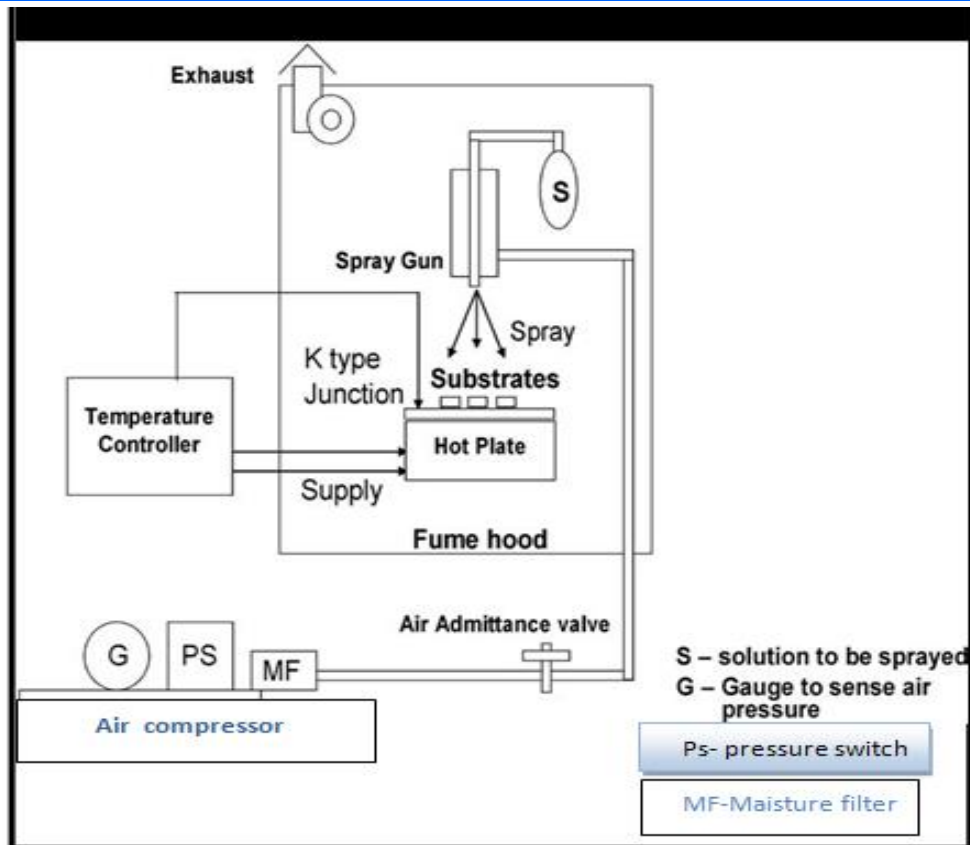 Exhaust
S
Spray Gun
Spray
K type
Junction
Substrates
Temperature
Controller
Hot Plate
Supply
Fume hood
Air Admittance valve
G
PS
MF
Air compressor
S – solution to be sprayed
G – Gauge to sense air
pressure
Ps- pressure switch
MF-Maisture filter